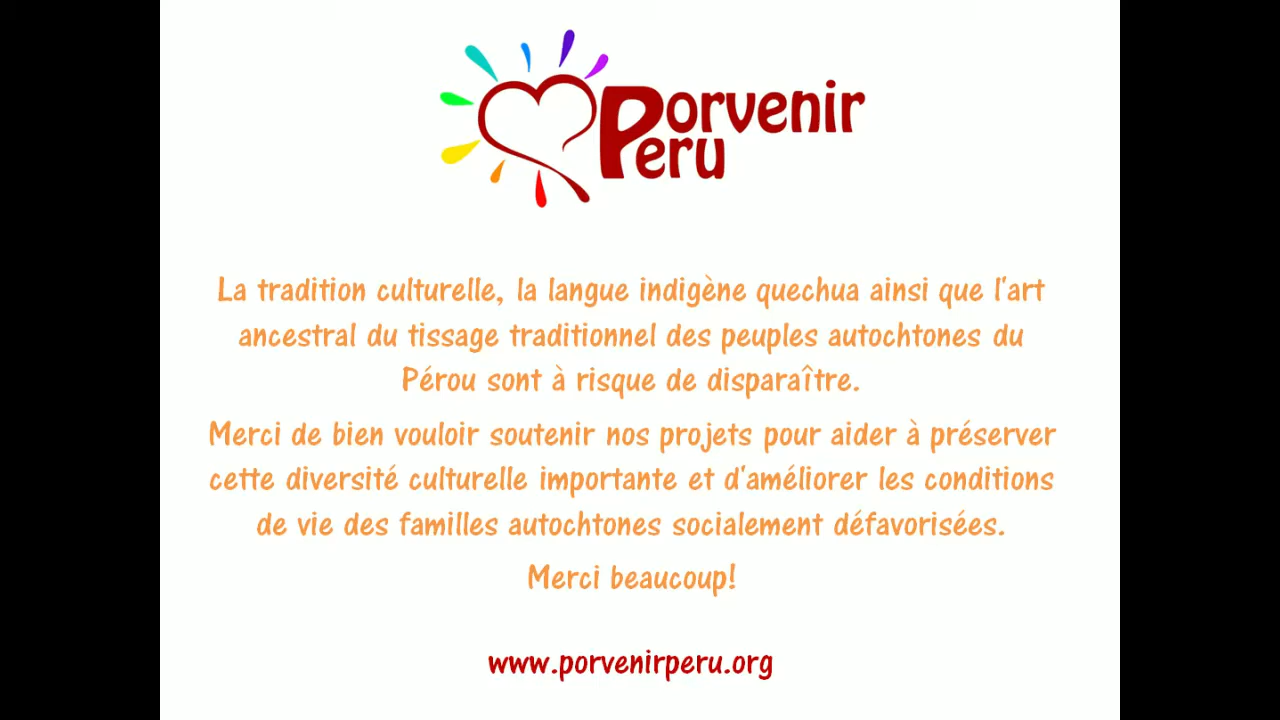 Porvenir
Peru
La tradition culturelle, la langue indigène quechua ainsi que l'art
ancestral du tissage traditionnel des peuples autochtones du
Pérou sont à risque de disparaître.
Merci de bien vouloir soutenir nos projets pour aider à préserver
cette diversité culturelle importante et d'améliorer les conditions
de vie des familles autochtones socialement défavorisées.
Merci beaucoup!
www.porvenirperu.org